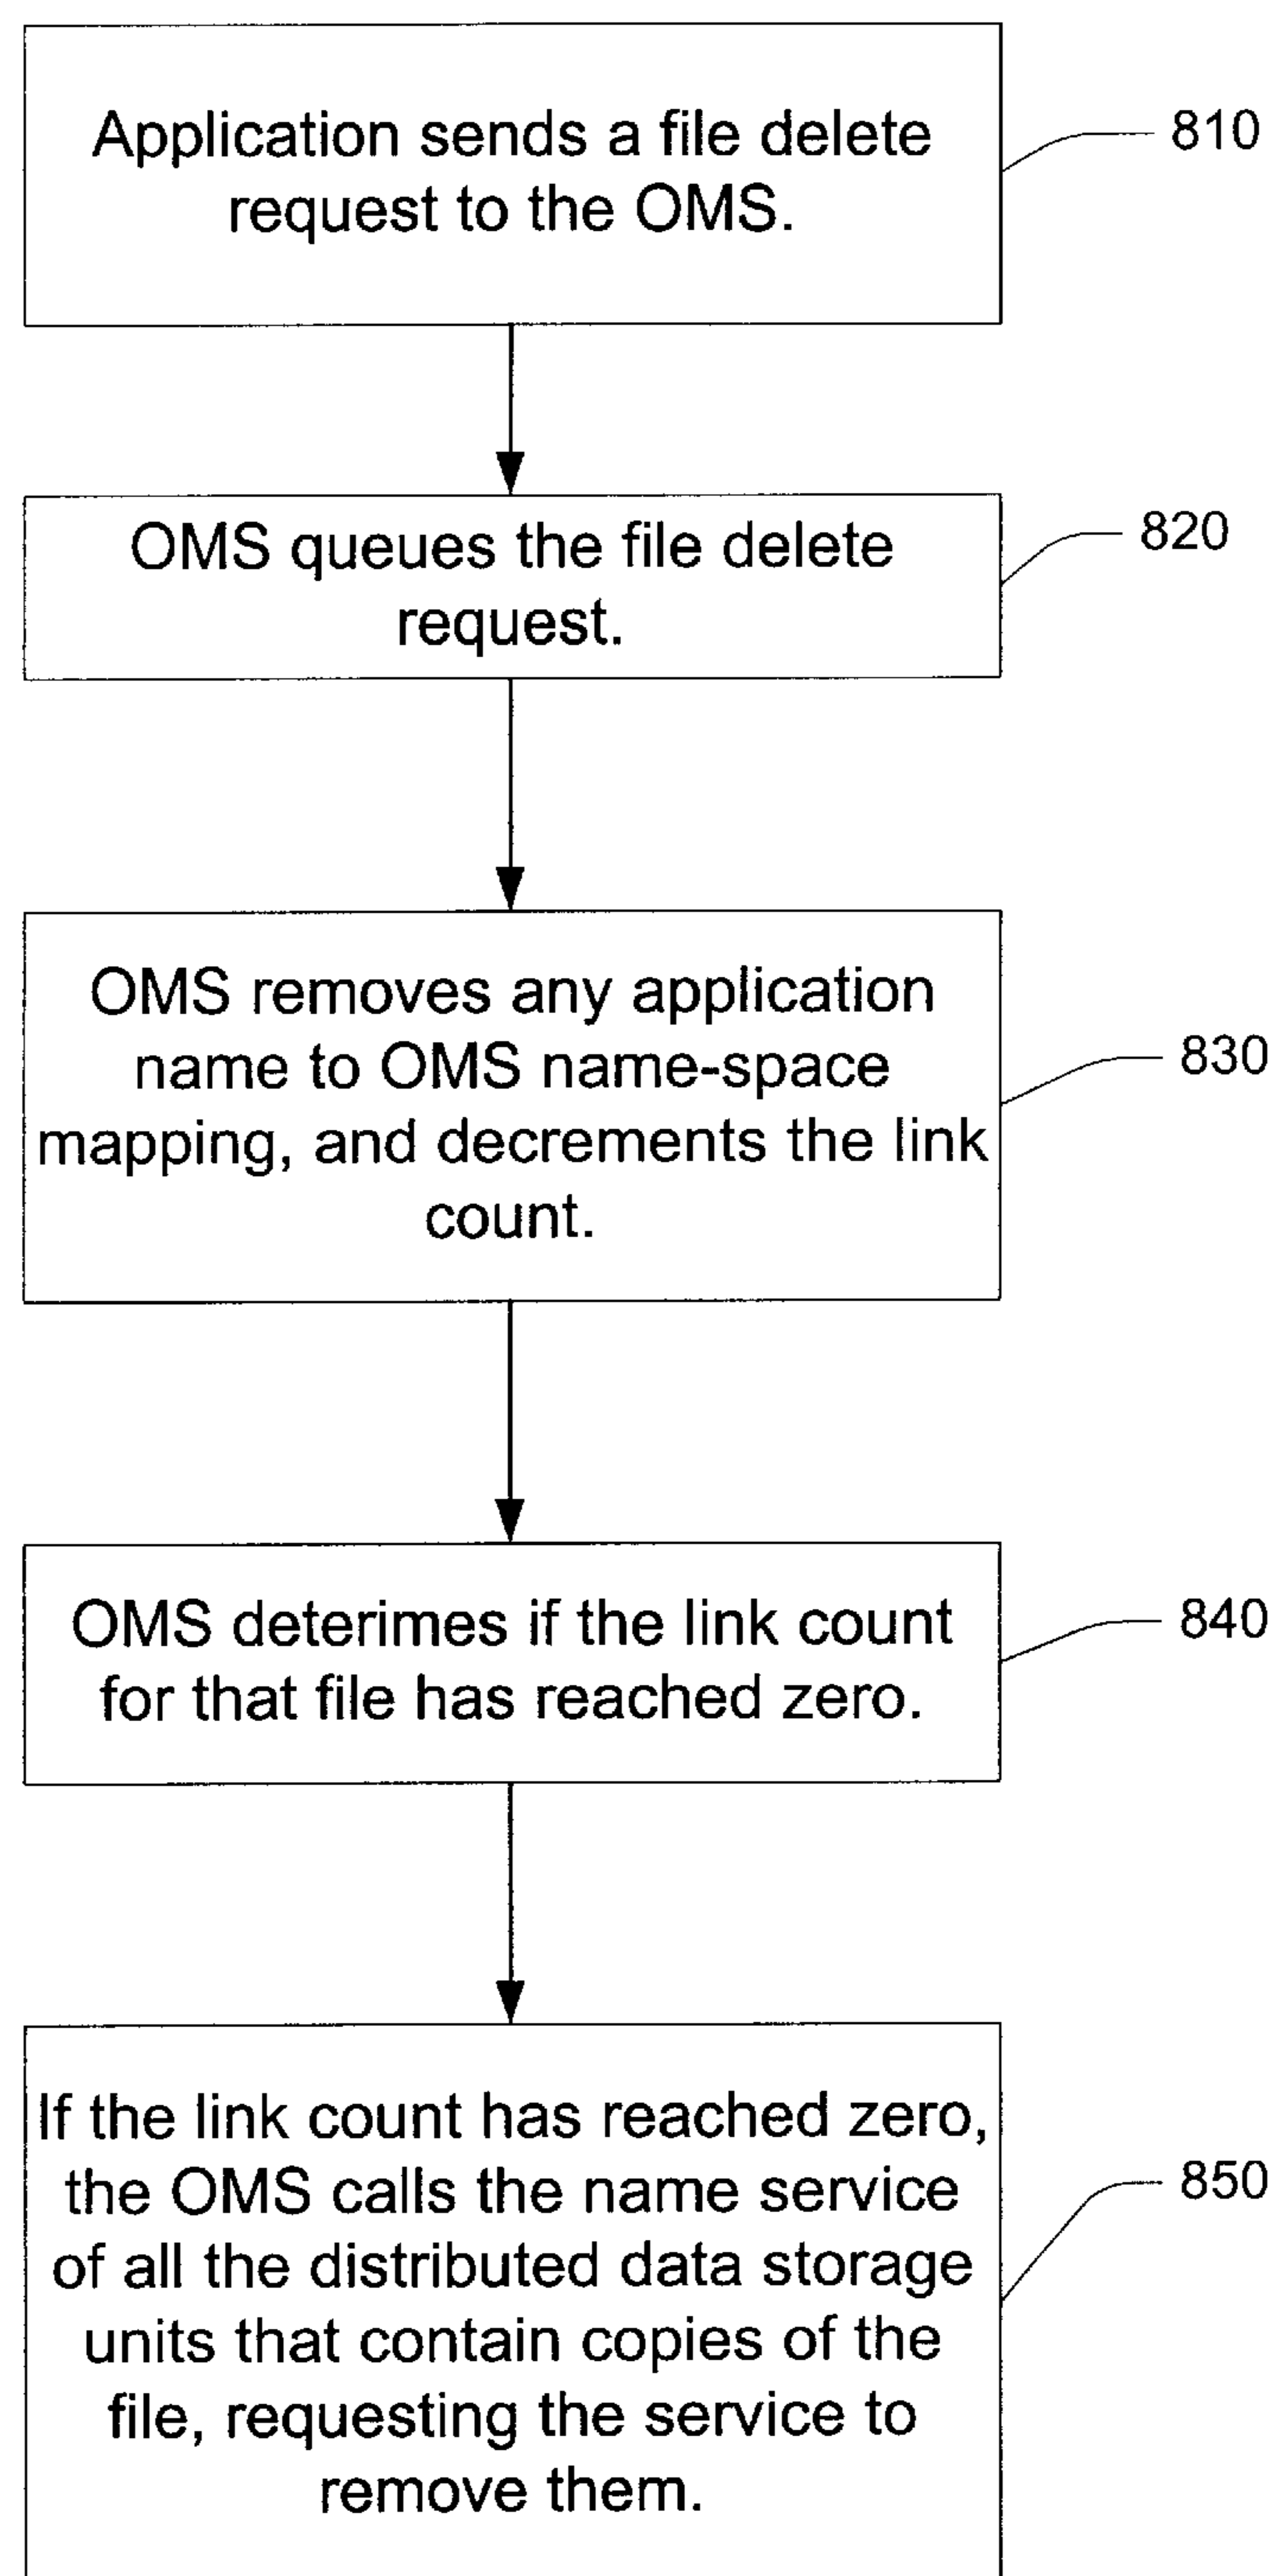 Application sends a file delete
request to the OMS.
810
OMS queues the file delete
request.
820
OMS removes any application
name to OMS name-space
mapping, and decrements the link
count.
830
OMS deterimes if the link count
for that file has reached zero.
840
If the link count has reached zero,
the OMS calls the name service
of all the distributed data storage
units that contain copies of the
file, requesting the service to
remove them.
850